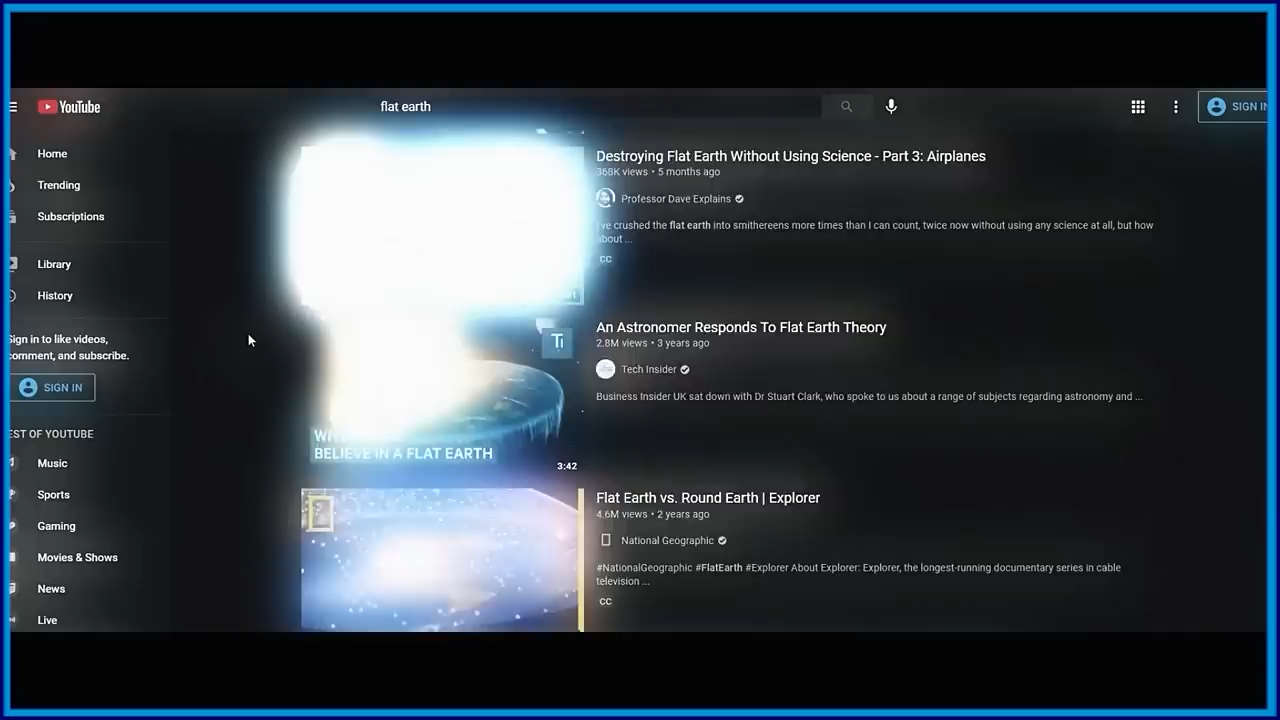 YouTube
flat earth
SIGN IN
Home
Trending
Subscriptions
Library
History
Sign in to like videos,
comment, and subscribe.
SIGN IN
EST OF YOUTUBE
Music
Sports
Gaming
Movies & Shows
News
Live
Destroying Flat Earth Without Using Science - Part 3: Airplanes
368K views • 5 months ago
Professor Dave Explains
I've crushed the flat earth into smithereens more times than I can count, twice now without using any science at all, but how
about ...
CC
Ti
BELIEVE IN A FLAT EARTH
3:42
An Astronomer Responds To Flat Earth Theory
2.8M views • 3 years ago
Tech Insider
Business Insider UK sat down with Dr Stuart Clark, who spoke to us about a range of subjects regarding astronomy and ...
Flat Earth vs. Round Earth | Explorer
4.6M views • 2 years ago
National Geographic
#NationalGeographic #FlatEarth #Explorer About Explorer: Explorer, the longest-running documentary series in cable
television ...
CC